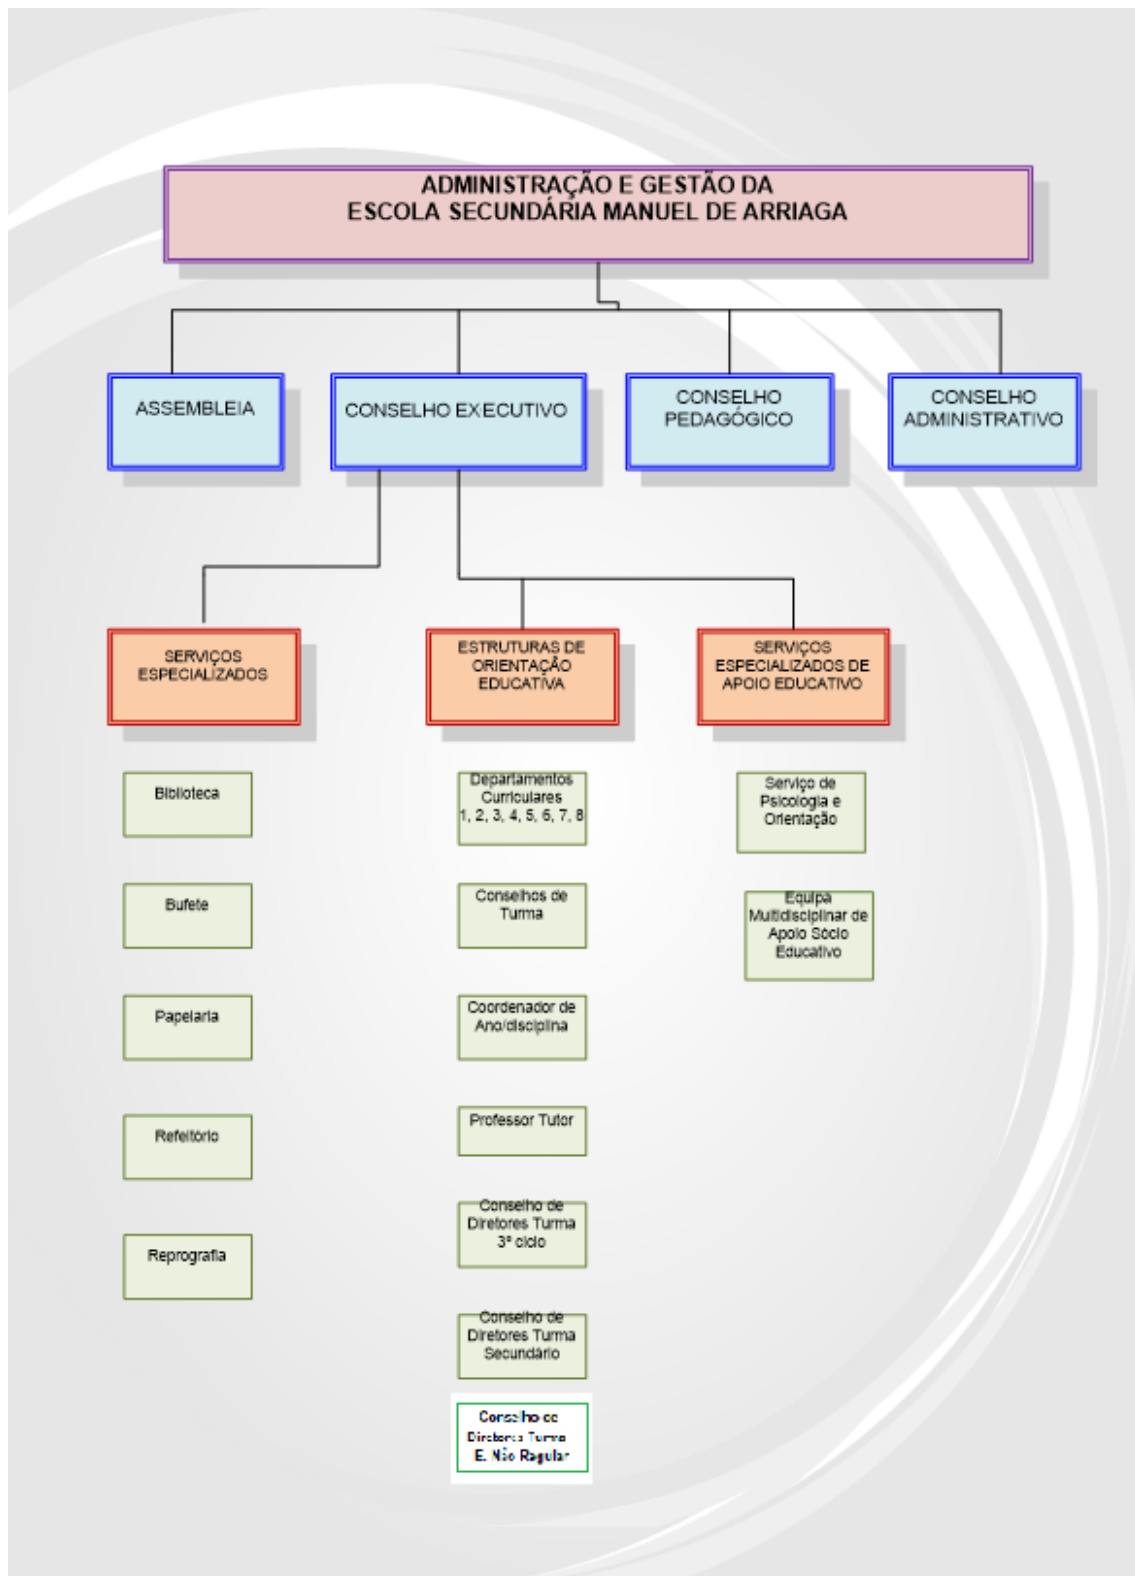 ADMINISTRAÇÃO E GESTÃO DA
ESCOLA SECUNDÁRIA MANUEL DE ARRIAGA
ASSEMBLEIA
CONSELHO EXECUTIVO
CONSELHO
PEDAGÓGICO
CONSELHO
ADMINISTRATIVO
SERVIÇOS
ESPECIALIZADOS
ESTRUTURAS DE
ORIENTAÇÃO
EDUCATIVA
SERVIÇOS
ESPECIALIZADOS DE
APOIO EDUCATIVO
Biblioteca
Bufete
Papelaria
Refeitório
Reprografia
Departamentos
Curriculares
1, 2, 3, 4, 5, 6, 7, 8
Conselhos de
Turma
Coordenador de
Ano/disciplina
Professor Tutor
Conselho de
Diretores Turma
3º ciclo
Conselho de
Diretores Turma
Secundário
Conselho de
Diretores Turma
E. Não Regular
Serviço de
Psicologia e
Orientação
Equipa
Multidisciplinar de
Apoio Sócio
Educativo